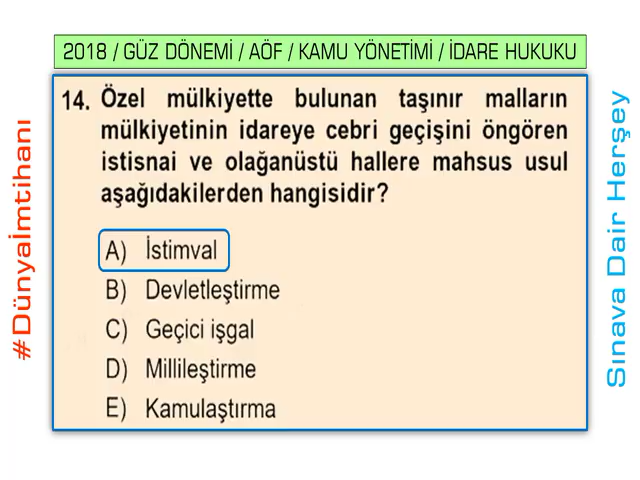 2018 / GÜZ DÖNEMİ / AÖF / KAMU YÖNETİMİ / İDARE HUKUKU
#Dünyaİmtihanı
14. Özel mülkiyette bulunan taşınır malların
mülkiyetinin idareye cebri geçişini öngören
istisnai ve olağanüstü hallere mahsus usul
aşağıdakilerden hangisidir?
A) İstimval
B) Devletleştirme
C) Geçici işgal
D) Millileştirme
E) Kamulaştırma
Sınava Dair Herşey